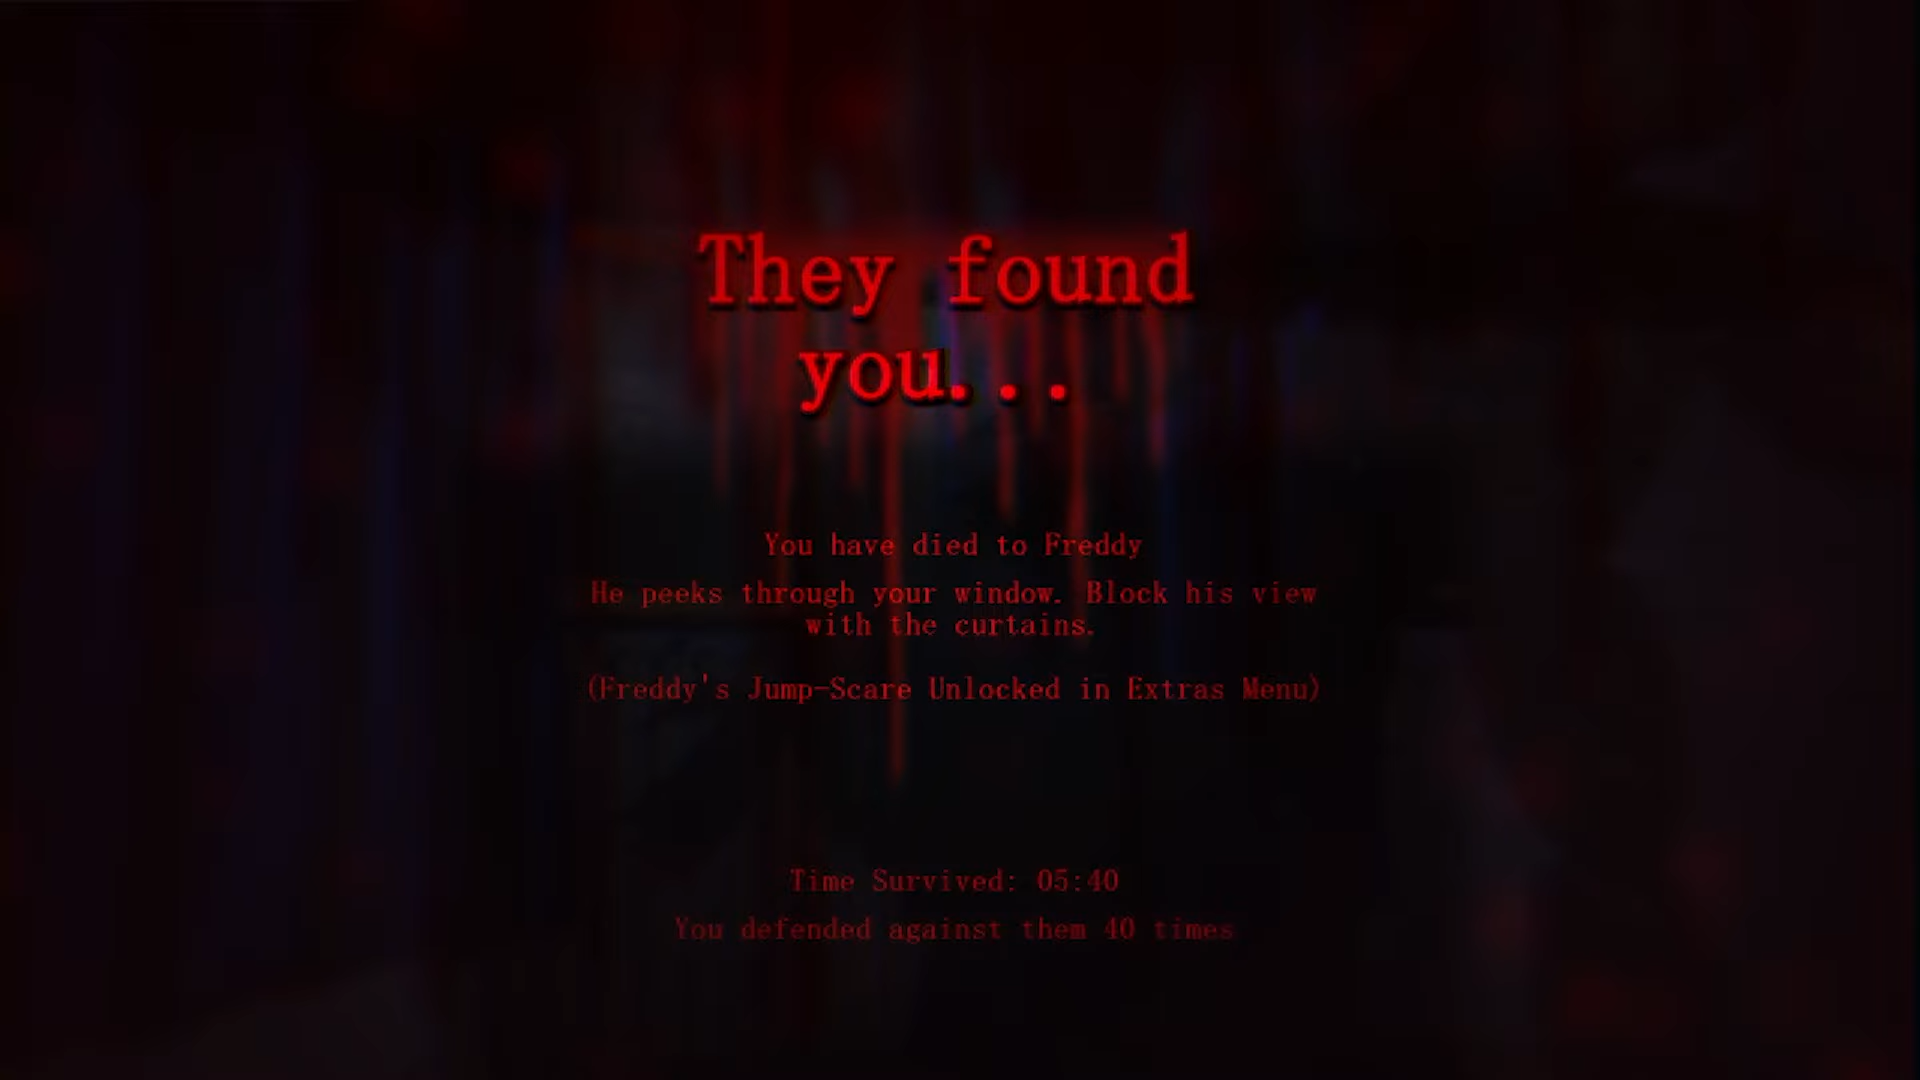 They found
you...
You have died to Freddy
He peeks through your window. Block his view
with the curtains.
(Freddy's Jump-Scare Unlocked in Extras Menu)
Time Survived: 05:40
You defended against them 40 times